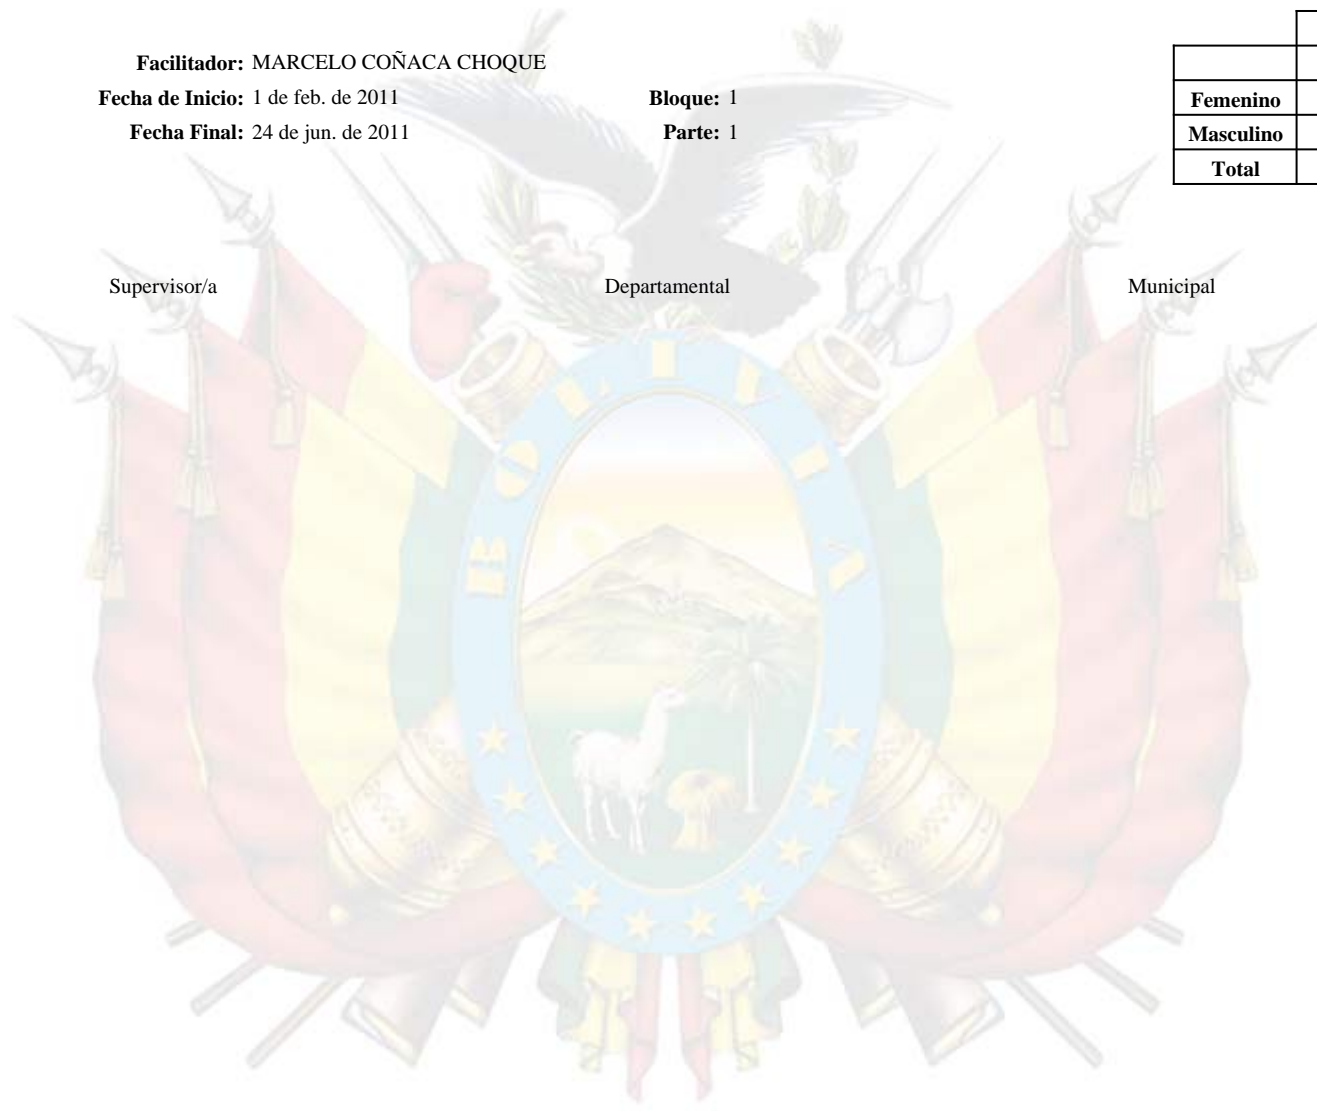 Facilitador: MARCELO COÑACA CHOQUE
Fecha de Inicio: 1 de feb. de 2011 Bloque: 1
Fecha Final: 24 de jun. de 2011 Parte: 1
Femenino
Masculino
Total
Supervisor/a Departamental Municipal
BOLIVIA